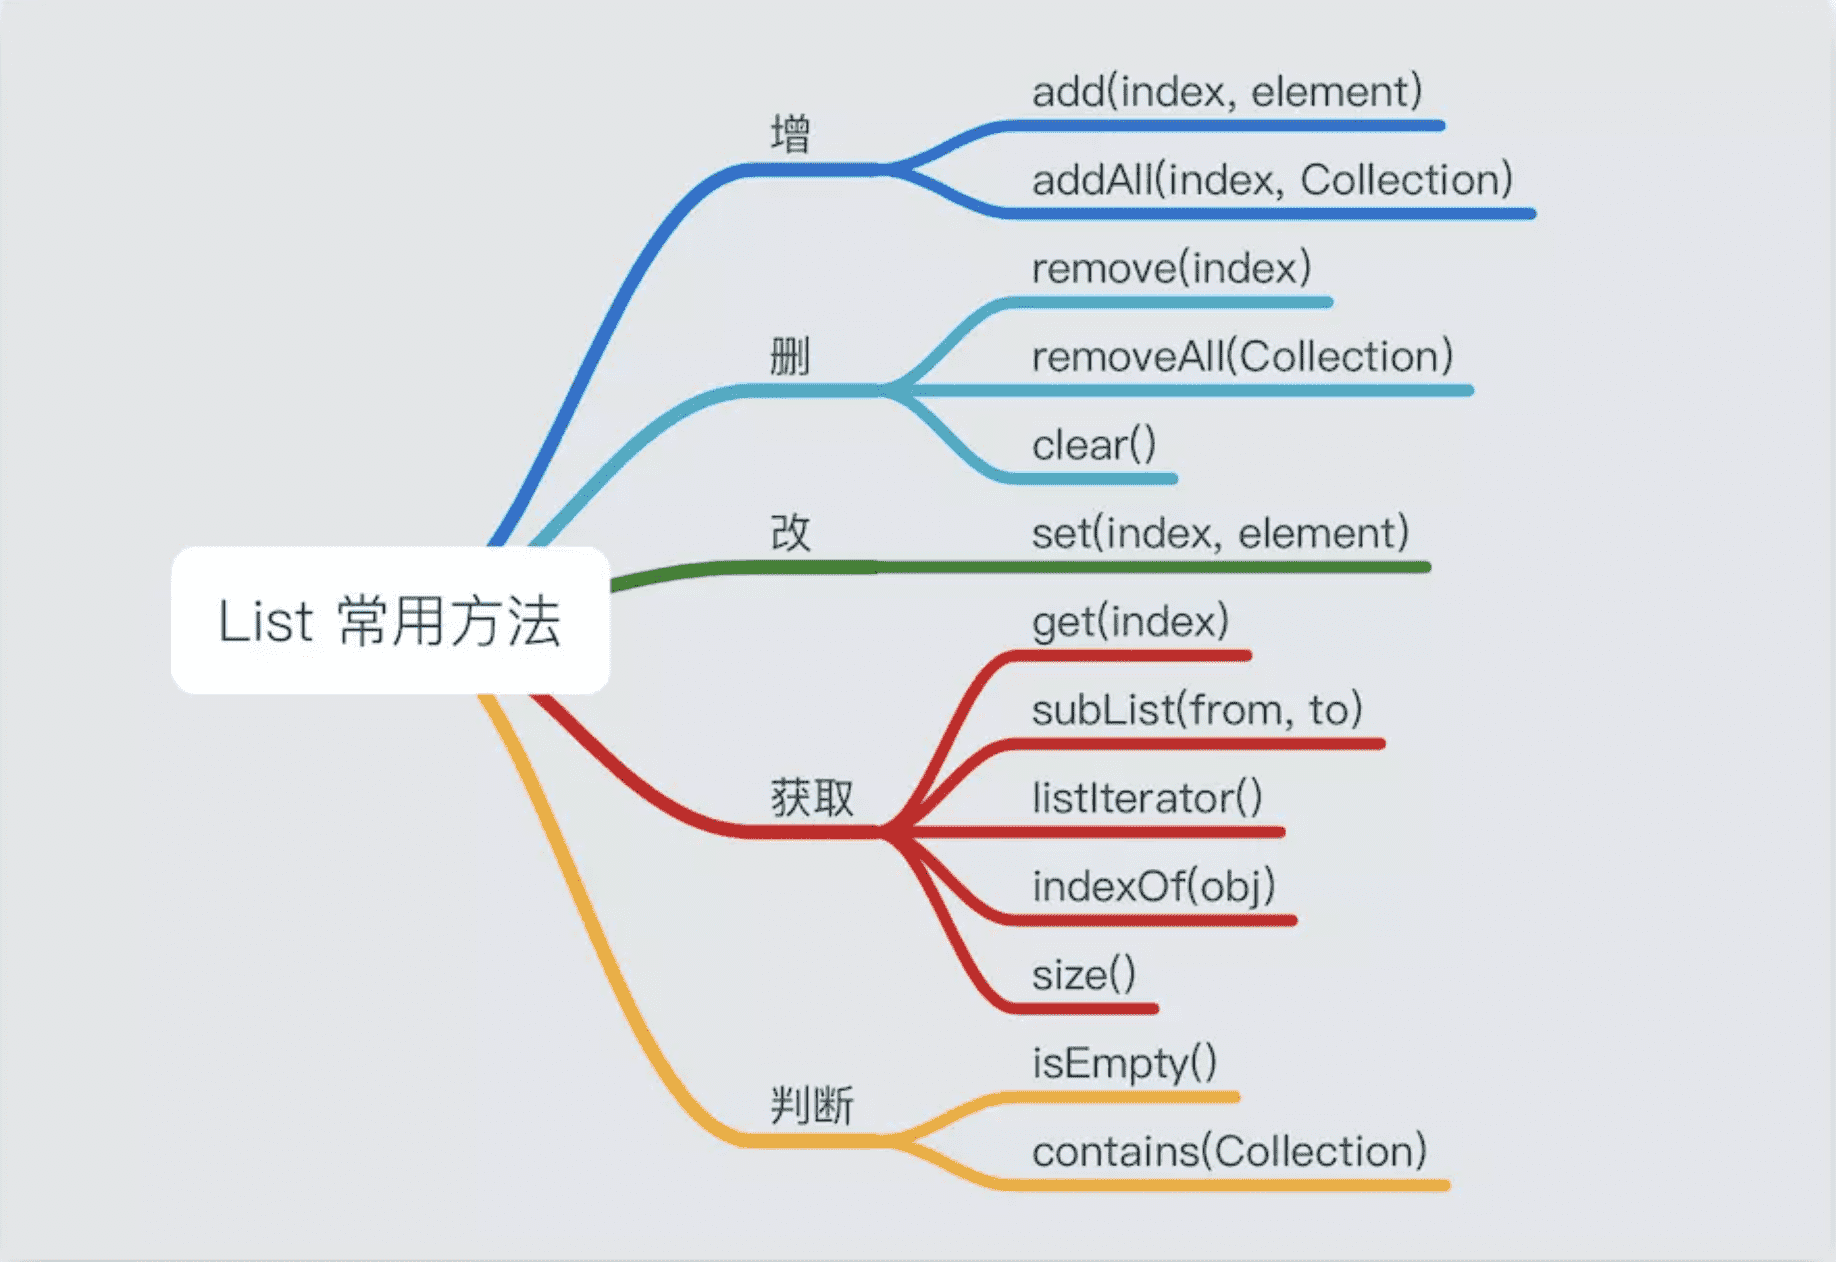 List 常用方法
增
add(index, element)
addAll(index, Collection)
删
remove(index)
removeAll(Collection)
clear()
改
set(index, element)
获取
get(index)
subList(from, to)
listIterator()
indexOf(obj)
size()
判断
isEmpty()
contains(Collection)